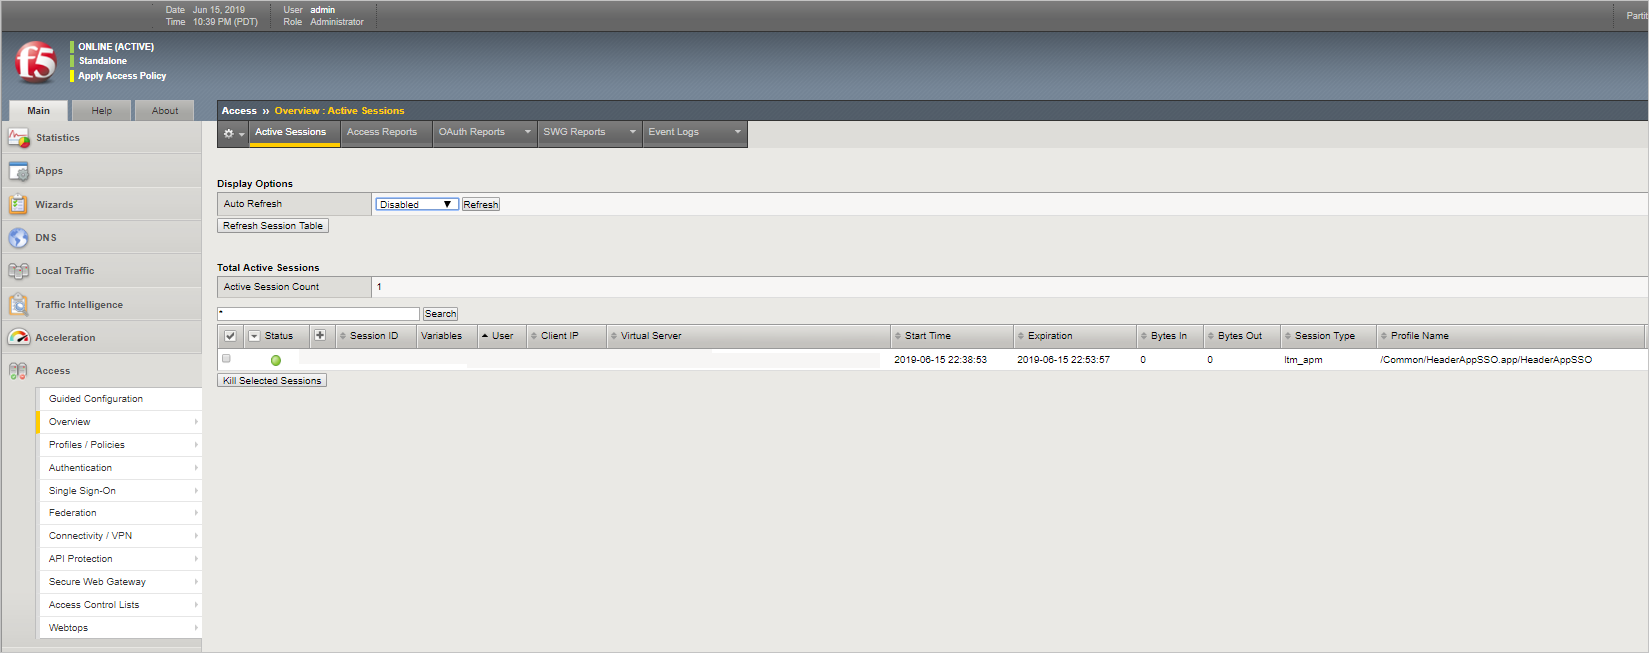 Date Jun 15, 2019 User admin
Time 10:39 PM (PDT) Role Administrator
Partit
f5
ONLINE (ACTIVE)
Standalone
Apply Access Policy
Main Help About
Access ›› Overview : Active Sessions
Active Sessions Access Reports OAuth Reports SWG Reports Event Logs
Statistics
iApps
Wizards
DNS
Local Traffic
Traffic Intelligence
Acceleration
Access
Guided Configuration
Overview
Profiles / Policies
Authentication
Single Sign-On
Federation
Connectivity / VPN
API Protection
Secure Web Gateway
Access Control Lists
Webtops
Display Options
Auto Refresh Disabled Refresh
Refresh Session Table
Total Active Sessions
Active Session Count 1
* Search
Status Session ID Variables User Client IP Virtual Server Start Time Expiration Bytes In Bytes Out Session Type Profile Name
2019-06-15 22:38:53 2019-06-15 22:53:57 0 0 ltm_apm /Common/HeaderAppSSO.app/HeaderAppSSO
Kill Selected Sessions